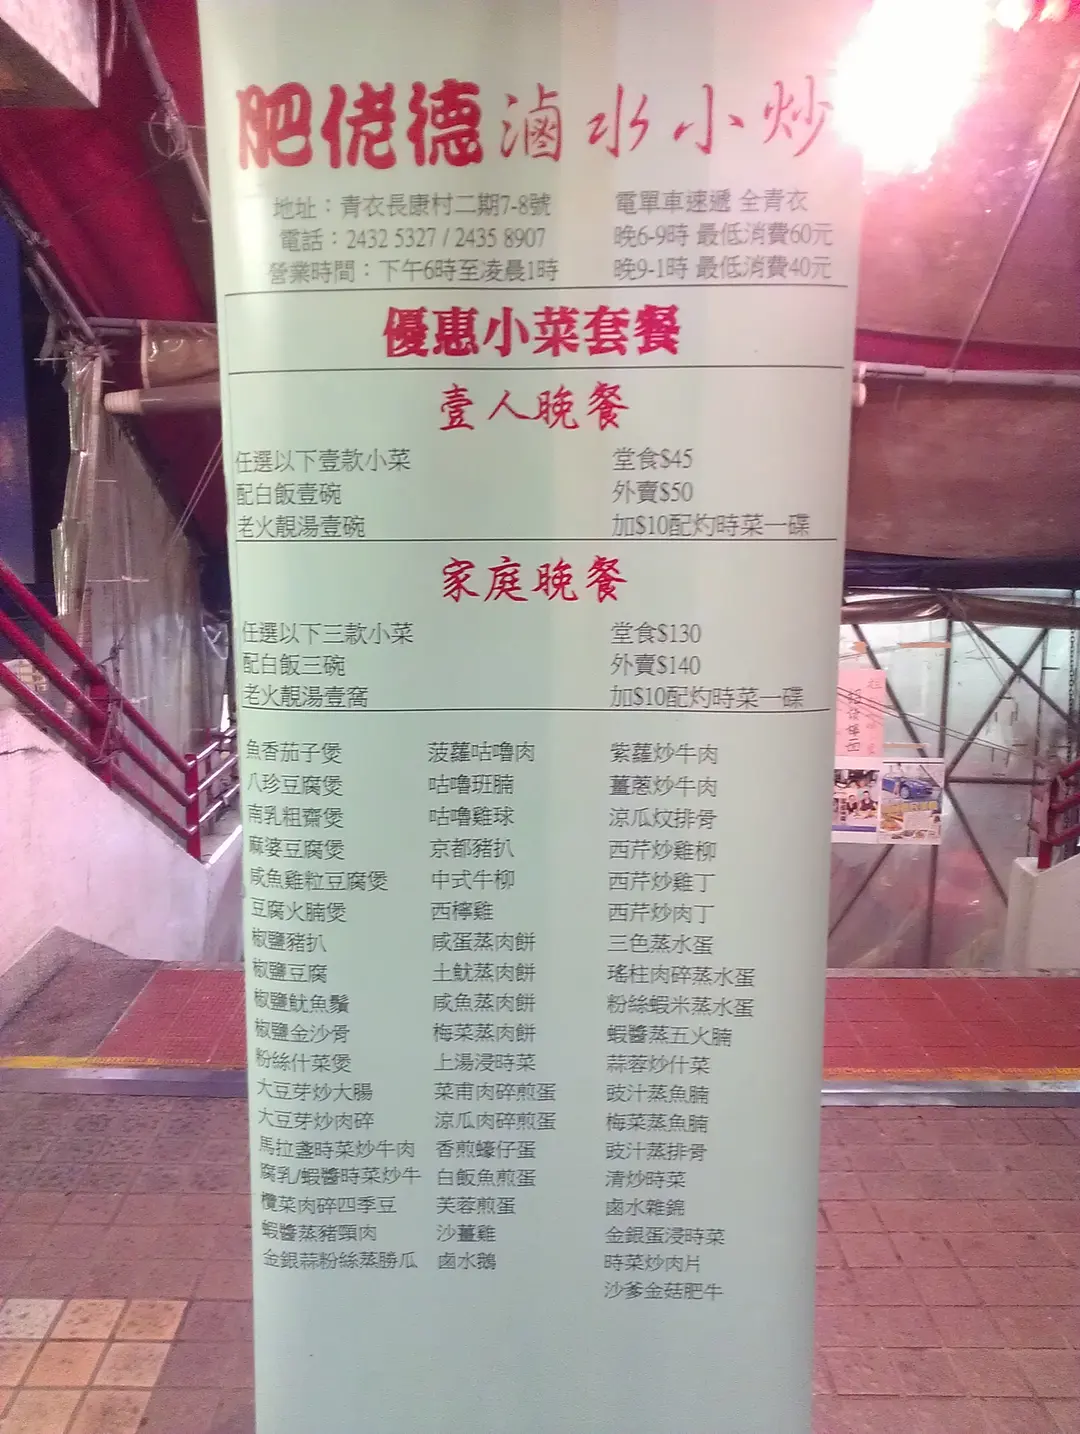 肥佬德滷水小炒
地址：青衣長康村二期7-8號
電話：2432 5327 / 2435 8907
營業時間：下午6時至凌晨1時
電單車速遞 全青衣
晚6-9時 最低消費60元
晚9-1時 最低消費40元
優惠小菜套餐
壹人晚餐
任選以下壹款小菜
配白飯壹碗
老火靚湯壹碗
堂食$45
外賣$50
加$10配灼時菜一碟
家庭晚餐
任選以下三款小菜
配白飯三碗
老火靚湯壹窩
堂食$130
外賣$140
加$10配灼時菜一碟
魚香茄子煲
八珍豆腐煲
南乳粗齋煲
麻婆豆腐煲
咸魚雞粒豆腐煲
豆腐火腩煲
椒鹽豬扒
椒鹽豆腐
椒鹽魷魚鬚
椒鹽金沙骨
粉絲什菜煲
大豆芽炒大腸
大豆芽炒肉碎
馬拉盞時菜炒牛肉
腐乳/蝦醬時菜炒牛
欖菜肉碎四季豆
蝦醬蒸豬頸肉
金銀蒜粉絲蒸勝瓜
菠蘿咕嚕肉
咕嚕班腩
咕嚕雞球
京都豬扒
中式牛柳
西檸雞
咸蛋蒸肉餅
土魷蒸肉餅
咸魚蒸肉餅
梅菜蒸肉餅
上湯浸時菜
菜甫肉碎煎蛋
涼瓜肉碎煎蛋
香煎蠔仔蛋
白飯魚煎蛋
芙蓉煎蛋
沙薑雞
鹵水鵝
紫蘿炒牛肉
薑蔥炒牛肉
涼瓜炆排骨
西芹炒雞柳
西芹炒雞丁
西芹炒肉丁
三色蒸水蛋
瑤柱肉碎蒸水蛋
粉絲蝦米蒸水蛋
蝦醬蒸五火腩
蒜蓉炒什菜
豉汁蒸魚腩
梅菜蒸魚腩
豉汁蒸排骨
清炒時菜
鹵水雜錦
金銀蛋浸時菜
時菜炒肉片
沙爹金菇肥牛